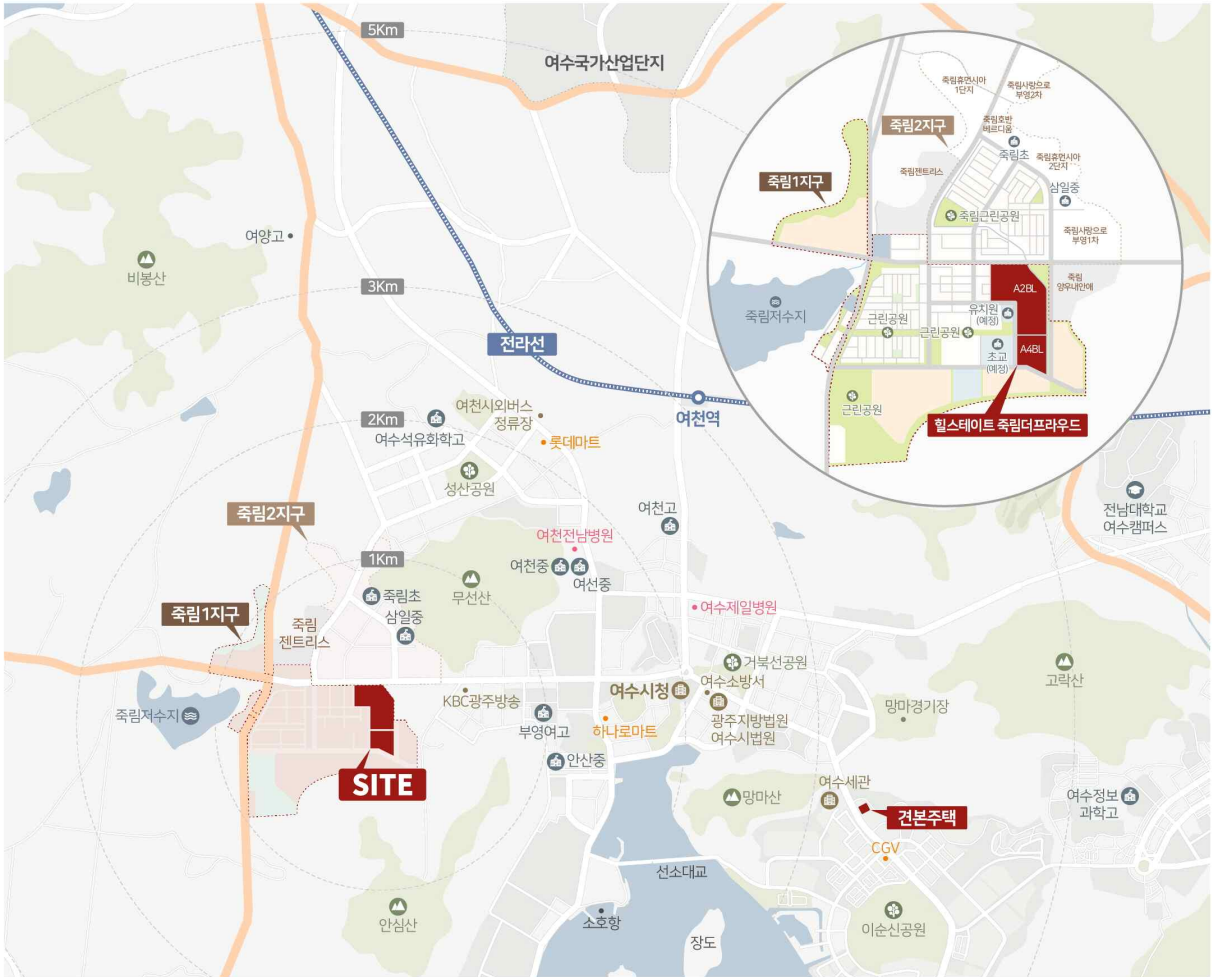 5Km
여수국가산업단지
죽림휴먼시아
1단지
죽림사랑으로
부영2차
죽림2지구
죽림호반
베르디움
죽림초
죽림휴먼시아
2단지
죽림젠트리스
삼일중
죽림1지구
죽림근린공원
죽림사랑으로
부영1차
죽림
양우내안애
A2BL
죽림저수지
유치원
(예정)
근린공원
근린공원
초교
(예정)
A4BL
근린공원
힐스테이트 죽림더프라우드
여양고
비봉산
3Km
전라선
여천역
여천시외버스
정류장
2Km
여수석유화학고
롯데마트
성산공원
죽림2지구
여천고
전남대학교
여수캠퍼스
여천전남병원
1Km
여천중
여선중
무선산
죽림초
삼일중
죽림1지구
죽림
젠트리스
여수제일병원
거북선공원
고락산
여수시청
여수소방서
KBC광주방송
죽림저수지
부영여고
하나로마트
광주지방법원
여수시법원
망마경기장
안산중
SITE
망마산
여수세관
여수정보
과학고
견본주택
CGV
선소대교
안심산
소호항
장도
이순신공원